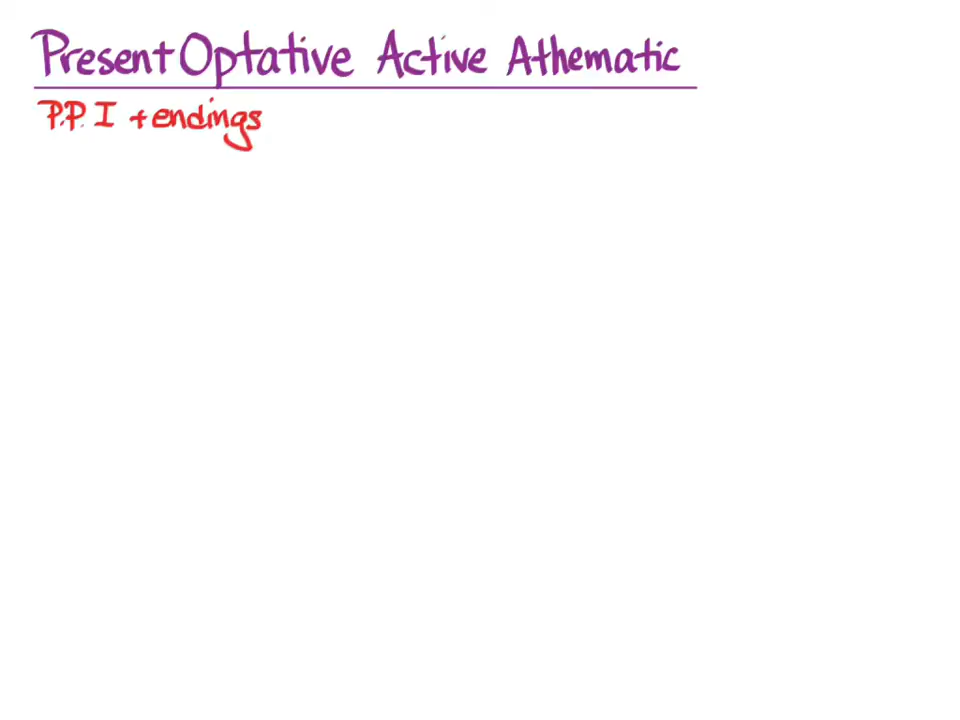 Present Optative Active Athematic
P.P. I + endings